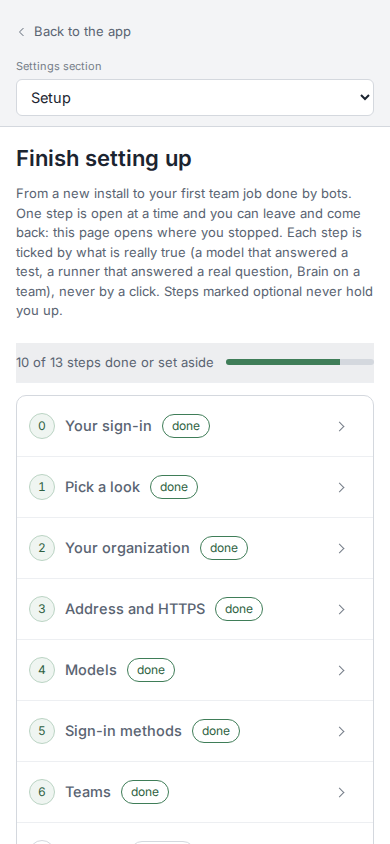 Back to the app
Settings section
Setup
Finish setting up
From a new install to your first team job done by bots.
One step is open at a time and you can leave and come
back: this page opens where you stopped. Each step is
ticked by what is really true (a model that answered a
test, a runner that answered a real question, Brain on a
team), never by a click. Steps marked optional never hold
you up.
10 of 13 steps done or set aside
0 Your sign-in done
1 Pick a look done
2 Your organization done
3 Address and HTTPS done
4 Models done
5 Sign-in methods done
6 Teams done